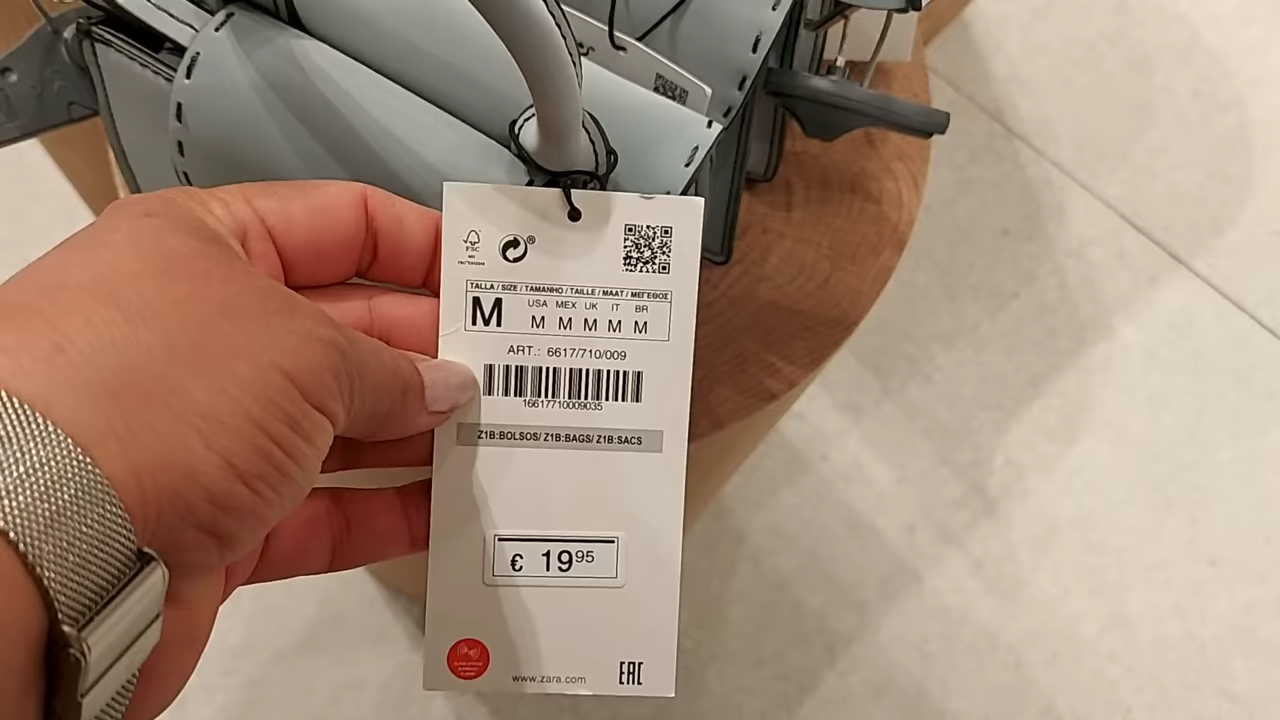 FSC
TALLA / SIZE / TAMANHO / TAILLE / MAAT / ΜΕΓΕΘΟΣ
M
USA MEX UK IT BR
M M M M M
ART.: 6617/710/009
16617710009035
Z1B:BOLSOS/ Z1B:BAGS/ Z1B:SACS
€ 19 95
www.zara.com
EAC